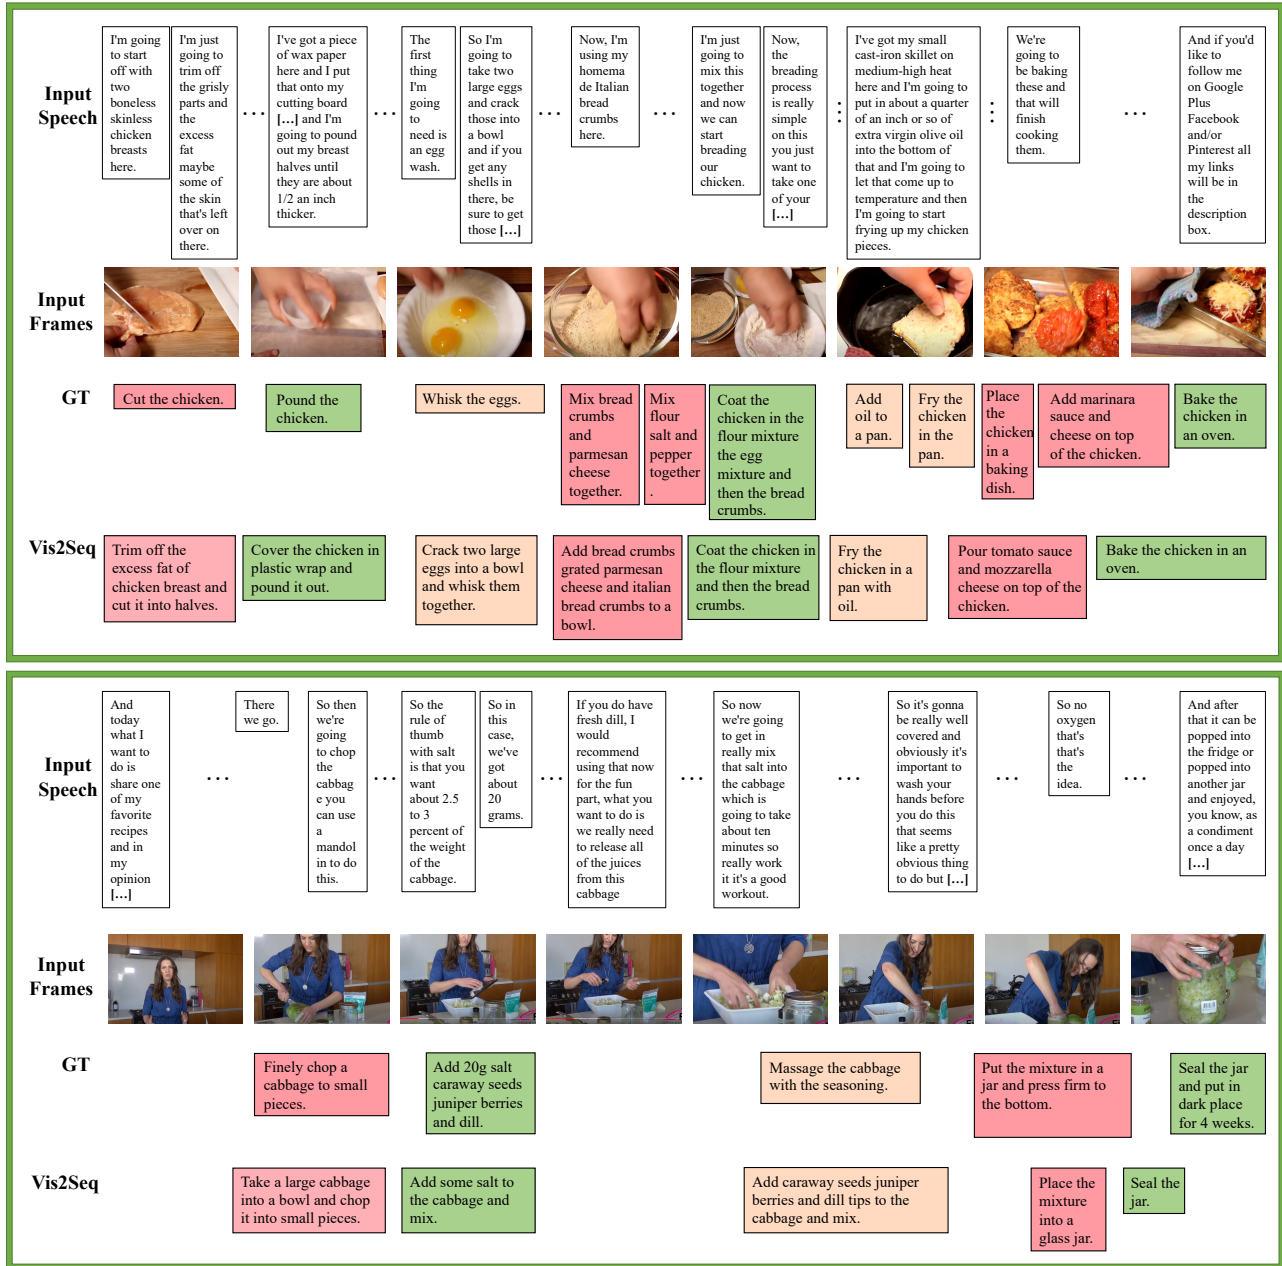 Input
Speech
I'm going
to start
off with
two
boneless
skinless
chicken
breasts
here.
I'm just
going to
trim off
the grisly
parts and
the
excess
fat
maybe
some of
the skin
that's left
over on
there.
...
I've got a piece
of wax paper
here and I put
that onto my
cutting board
[...] and I'm
going to pound
out my breast
halves until
they are about
1/2 an inch
thicker.
...
The
first
thing
I'm
going
to
need is
an egg
wash.
So I'm
going to
take two
large eggs
and crack
those into
a bowl
and if you
get any
shells in
there, be
sure to get
those [...]
...
Now, I'm
using my
homema
de Italian
bread
crumbs
here.
...
I'm just
going to
mix this
together
and now
we can
start
breading
our
chicken.
Now,
the
breading
process
is really
simple
on this
you just
want to
take one
of your
[...]
...
I've got my small
cast-iron skillet on
medium-high heat
here and I'm going to
put in about a quarter
of an inch or so of
extra virgin olive oil
into the bottom of
that and I'm going to
let that come up to
temperature and then
I'm going to start
frying up my chicken
pieces.
...
We're
going to
be baking
these and
that will
finish
cooking
them.
...
And if you'd
like to
follow me
on Google
Plus
Facebook
and/or
Pinterest all
my links
will be in
the
description
box.
Input
Frames
GT
Cut the chicken.
Pound the
chicken.
Whisk the eggs.
Mix bread
crumbs
and
parmesan
cheese
together.
Mix
flour
salt and
pepper
together
.
Coat the
chicken in the
flour mixture
the egg
mixture and
then the bread
crumbs.
Add
oil to
a pan.
Fry the
chicken
in the
pan.
Place
the
chicken
in a
baking
dish.
Add marinara
sauce and
cheese on top
of the chicken.
Bake the
chicken in
an oven.
Vis2Seq
Trim off the
excess fat of
chicken breast and
cut it into halves.
Cover the chicken in
plastic wrap and
pound it out.
Crack two large
eggs into a bowl
and whisk them
together.
Add bread crumbs
grated parmesan
cheese and italian
bread crumbs to a
bowl.
Coat the chicken in
the flour mixture
and then the bread
crumbs.
Fry the
chicken in a
pan with
oil.
Pour tomato sauce
and mozzarella
cheese on top of the
chicken.
Bake the chicken in an
oven.
Input
Speech
And
today
what I
want to
do is
share one
of my
favorite
recipes
and in
my
opinion
[...]
...
There
we go.
So then
we're
going
to chop
the
cabbag
e you
can use
a
mandol
in to do
this.
...
So the
rule of
thumb
with salt
is that you
want
about 2.5
to 3
percent of
the weight
of the
cabbage.
So in
this
case,
we've
got
about
20
grams.
...
If you do have
fresh dill, I
would
recommend
using that now
for the fun
part, what you
want to do is
we really need
to release all
of the juices
from this
cabbage
...
So now
we're going
to get in
really mix
that salt into
the cabbage
which is
going to take
about ten
minutes so
really work
it it's a good
workout.
...
So it's gonna
be really well
covered and
obviously it's
important to
wash your
hands before
you do this
that seems
like a pretty
obvious thing
to do but [...]
...
So no
oxygen
that's
that's
the
idea.
...
And after
that it can be
popped into
the fridge or
popped into
another jar
and enjoyed,
you know, as
a condiment
once a day
[...]
Input
Frames
GT
Finely chop a
cabbage to small
pieces.
Add 20g salt
caraway seeds
juniper berries
and dill.
Massage the cabbage
with the seasoning.
Put the mixture in a
jar and press firm to
the bottom.
Seal the jar
and put in
dark place
for 4 weeks.
Vis2Seq
Take a large cabbage
into a bowl and chop
it into small pieces.
Add some salt to
the cabbage and
mix.
Add caraway seeds juniper
berries and dill tips to the
cabbage and mix.
Place the
mixture
into a
glass jar.
Seal the
jar.